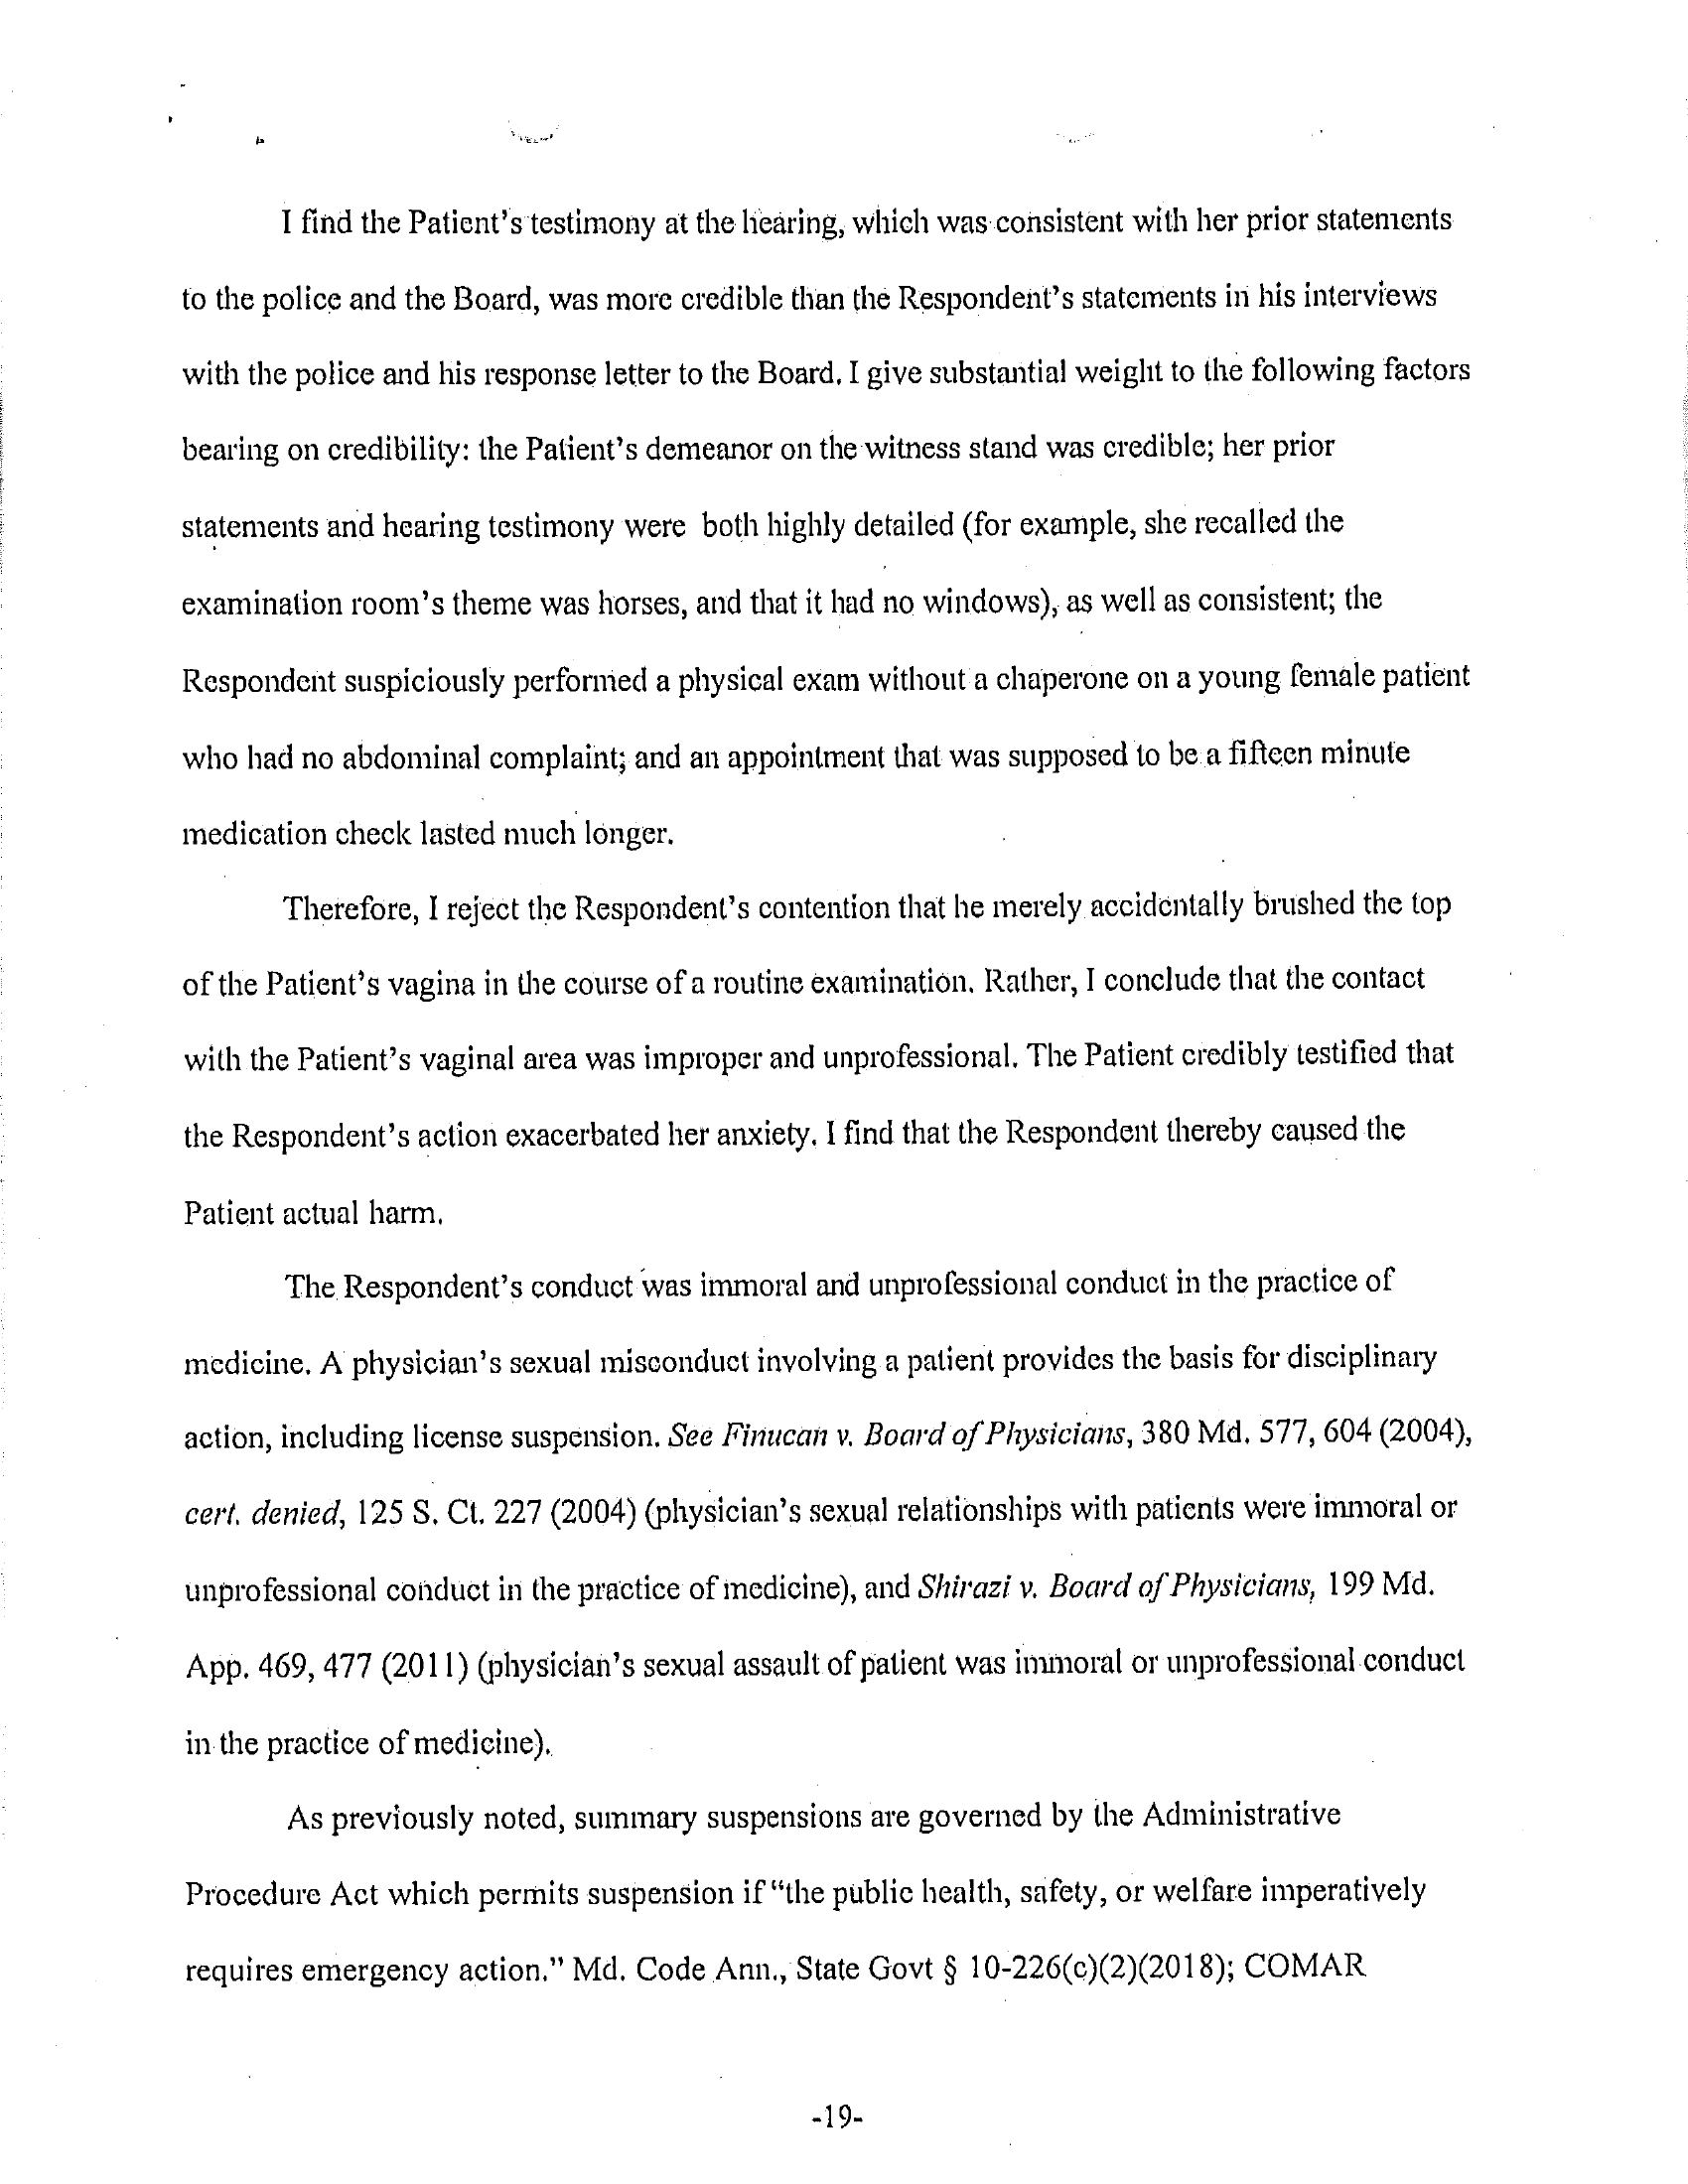 I find the Patient's testimony at the hearing, which was consistent with her prior statements
to the police and the Board, was more credible than the Respondent's statements in his interviews
with the police and his response letter to the Board. I give substantial weight to the following factors
bearing on credibility: the Patient's demeanor on the witness stand was credible; her prior
statements and hearing testimony were both highly detailed (for example, she recalled the
examination room's theme was horses, and that it had no windows), as well as consistent; the
Respondent suspiciously performed a physical exam without a chaperone on a young female patient
who had no abdominal complaint; and an appointment that was supposed to be a fifteen minute
medication check lasted much longer.
Therefore, I reject the Respondent's contention that he merely accidentally brushed the top
of the Patient's vagina in the course of a routine examination. Rather, I conclude that the contact
with the Patient's vaginal area was improper and unprofessional. The Patient credibly testified that
the Respondent's action exacerbated her anxiety. I find that the Respondent thereby caused the
Patient actual harm.
The Respondent's conduct was immoral and unprofessional conduct in the practice of
medicine. A physician's sexual misconduct involving a patient provides the basis for disciplinary
action, including license suspension. See Finucan v. Board of Physicians, 380 Md. 577, 604 (2004),
cert. denied, 125 S. Ct. 227 (2004) (physician's sexual relationships with patients were immoral or
unprofessional conduct in the practice of medicine), and Shirazi v. Board of Physicians, 199 Md.
App. 469, 477 (2011) (physician's sexual assault of patient was immoral or unprofessional conduct
in the practice of medicine).
As previously noted, summary suspensions are governed by the Administrative
Procedure Act which permits suspension if "the public health, safety, or welfare imperatively
requires emergency action." Md. Code Ann., State Govt § 10-226(c)(2)(2018); COMAR
-19-